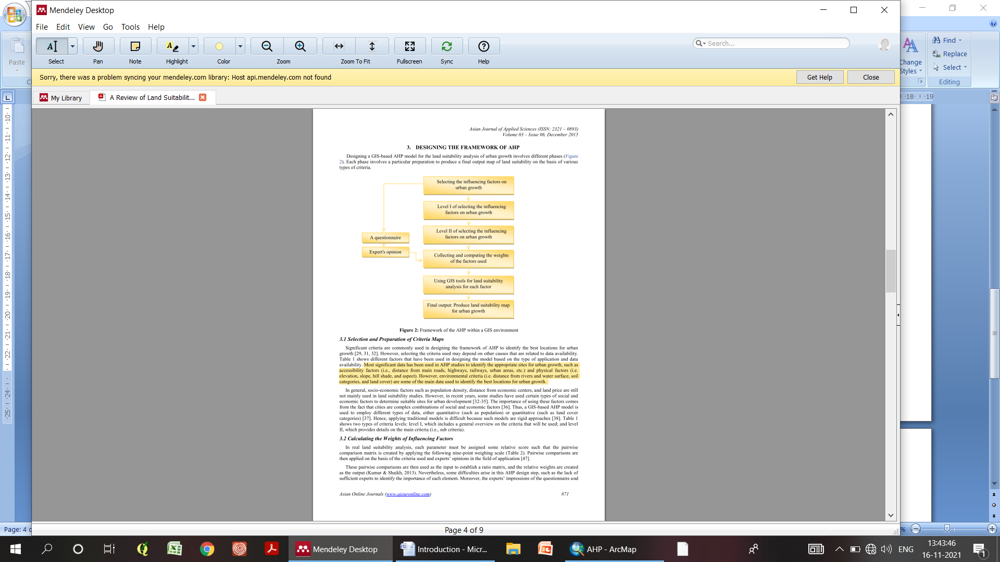 Mendeley Desktop
File Edit View Go Tools Help
Search...
Select Pan Note Highlight Color Zoom Zoom To Fit Fullscreen Sync Help
Paste
Find
Replace
Select
Change
Styles
Editing
Sorry, there was a problem syncing your mendeley.com library: Host api.mendeley.com not found
Get Help Close
My Library A Review of Land Suitabilit...
Asian Journal of Applied Sciences (ISSN: 2321 – 0893)
Volume 03 – Issue 06, December 2015
3. DESIGNING THE FRAMEWORK OF AHP
Designing a GIS-based AHP model for the land suitability analysis of urban growth involves different phases (Figure
2). Each phase involves a particular preparation to produce a final output map of land suitability on the basis of various
types of criteria.
Selecting the influencing factors on
urban growth
Level I of selecting the influencing
factors on urban growth
Level II of selecting the influencing
factors on urban growth
A questionnaire
Expert's opinion
Collecting and computing the weights
of the factors used
Using GIS tools for land suitability
analysis for each factor
Final output: Produce land suitability map
for urban growth
Figure 2: Framework of the AHP within a GIS environment
3.1 Selection and Preparation of Criteria Maps
Significant criteria are commonly used in designing the framework of AHP to identify the best locations for urban
growth [29, 31, 32]. However, selecting the criteria used may depend on other causes that are related to data availability.
Table 1 shows different factors that have been used in designing the model based on the type of application and data
availability. Most significant data has been used in AHP studies to identify the appropriate sites for urban growth, such as
accessibility factors (i.e., distance from main roads, highways, railways, urban areas, etc.) and physical factors (i.e.
elevation, slope, hill shade, and aspect). However, environmental criteria (i.e. distance from rivers and water surface, soil
categories, and land cover) are some of the main data used to identify the best locations for urban growth.
In general, socio-economic factors such as population density, distance from economic centers, and land price are still
not mainly used in land suitability studies. However, in recent years, some studies have used certain types of social and
economic factors to determine suitable sites for urban development [32-35]. The importance of using these factors comes
from the fact that cities are complex combinations of social and economic factors [36]. Thus, a GIS-based AHP model is
used to employ different types of data, either quantitative (such as population) or quantitative (such as land cover
categories) [37]. Hence, applying traditional models is difficult because such models are rigid approaches [38]. Table 1
shows two types of criteria levels: level I, which includes a general overview on the criteria that will be used; and level
II, which provides details on the main criteria (i.e., sub criteria).
3.2 Calculating the Weights of Influencing Factors
In real land suitability analysis, each parameter must be assigned some relative score such that the pairwise
comparison matrix is created by applying the following nine-point weighing scale (Table 2). Pairwise comparisons are
then applied on the basis of the criteria used and experts' opinions in the field of application [47].
These pairwise comparisons are then used as the input to establish a ratio matrix, and the relative weights are created
as the output (Kumar & Shaikh, 2013). Nevertheless, some difficulties arise in this AHP design step, such as the lack of
sufficient experts to identify the importance of each element. Moreover, the experts' impressions of the questionnaire and
Asian Online Journals (www.ajouronline.com) 871
Page: 4
Page 4 of 9
Mendeley Desktop Introduction - Micr... AHP - ArcMap ENG
13:43:46
16-11-2021
1